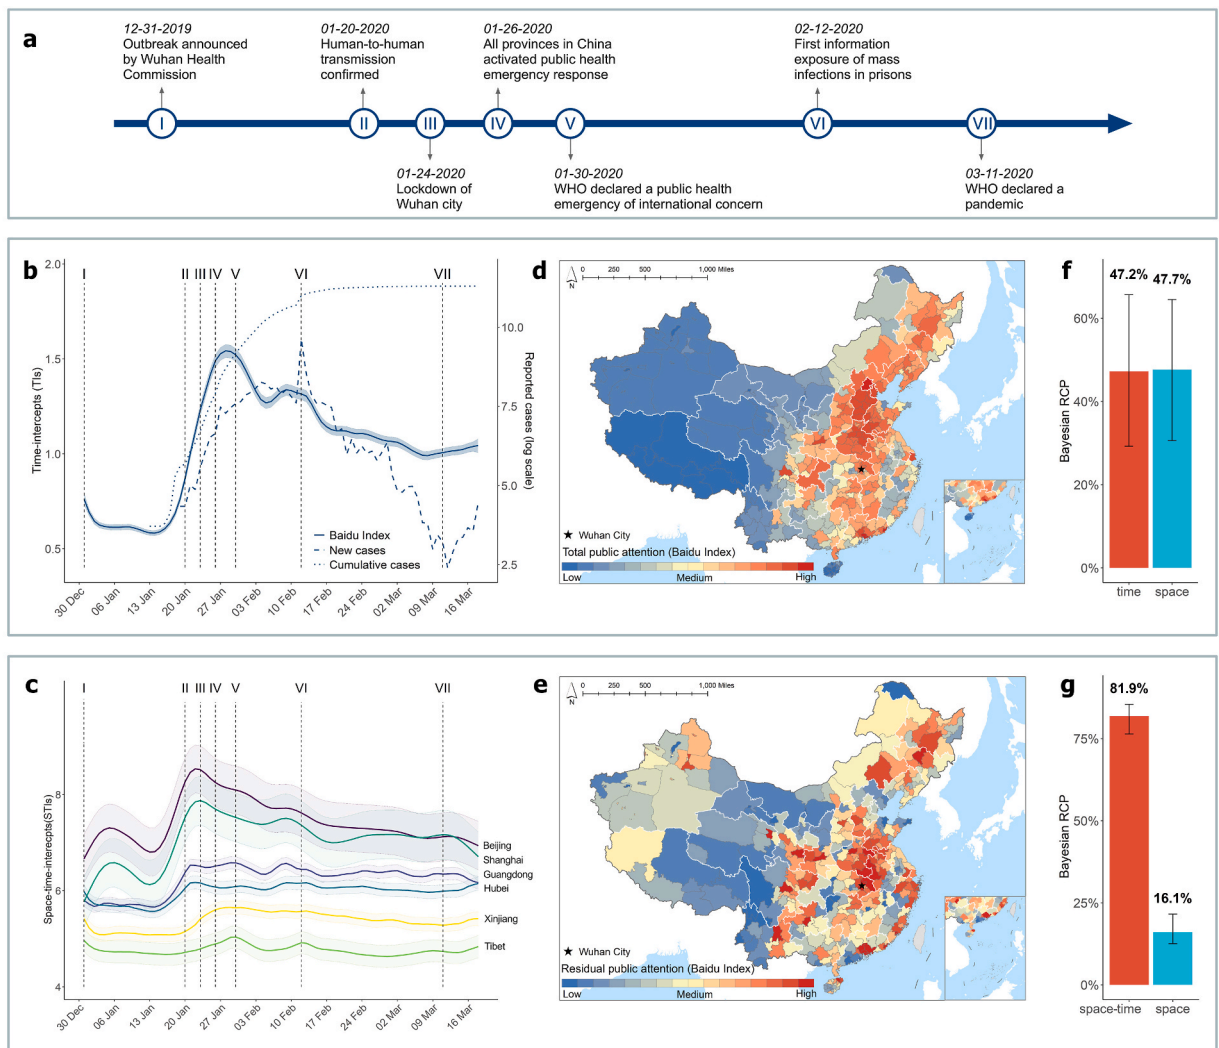 a
12-31-2019
Outbreak announced
by Wuhan Health
Commission
01-20-2020
Human-to-human
transmission
confirmed
01-26-2020
All provinces in China
activated public health
emergency response
02-12-2020
First information
exposure of mass
infections in prisons
I
II
III
IV
V
VI
VII
01-24-2020
Lockdown of
Wuhan city
01-30-2020
WHO declared a public health
emergency of international concern
03-11-2020
WHO declared a
pandemic
b
I II III IV V VI VII
Time-intercepts (TIs)
2.0
1.5
1.0
0.5
Reported cases (log scale)
10.0
7.5
5.0
2.5
Baidu Index
New cases
Cumulative cases
30 Dec
06 Jan
13 Jan
20 Jan
27 Jan
03 Feb
10 Feb
17 Feb
24 Feb
02 Mar
09 Mar
16 Mar
d
0 250 500 1,000 Miles
N
★ Wuhan City
Total public attention (Baidu Index)
Low Medium High
f
47.2% 47.7%
Bayesian RCP
60%
40%
20%
0%
time space
c
I II III IV V VI VII
Space-time-interecpts(STIs)
8
6
4
Beijing
Shanghai
Guangdong
Hubei
Xinjiang
Tibet
30 Dec
06 Jan
13 Jan
20 Jan
27 Jan
03 Feb
10 Feb
17 Feb
24 Feb
02 Mar
09 Mar
16 Mar
e
0 250 500 1,000 Miles
N
★ Wuhan City
Residual public attention (Baidu Index)
Low Medium High
g
81.9%
16.1%
Bayesian RCP
75%
50%
25%
0%
space-time space